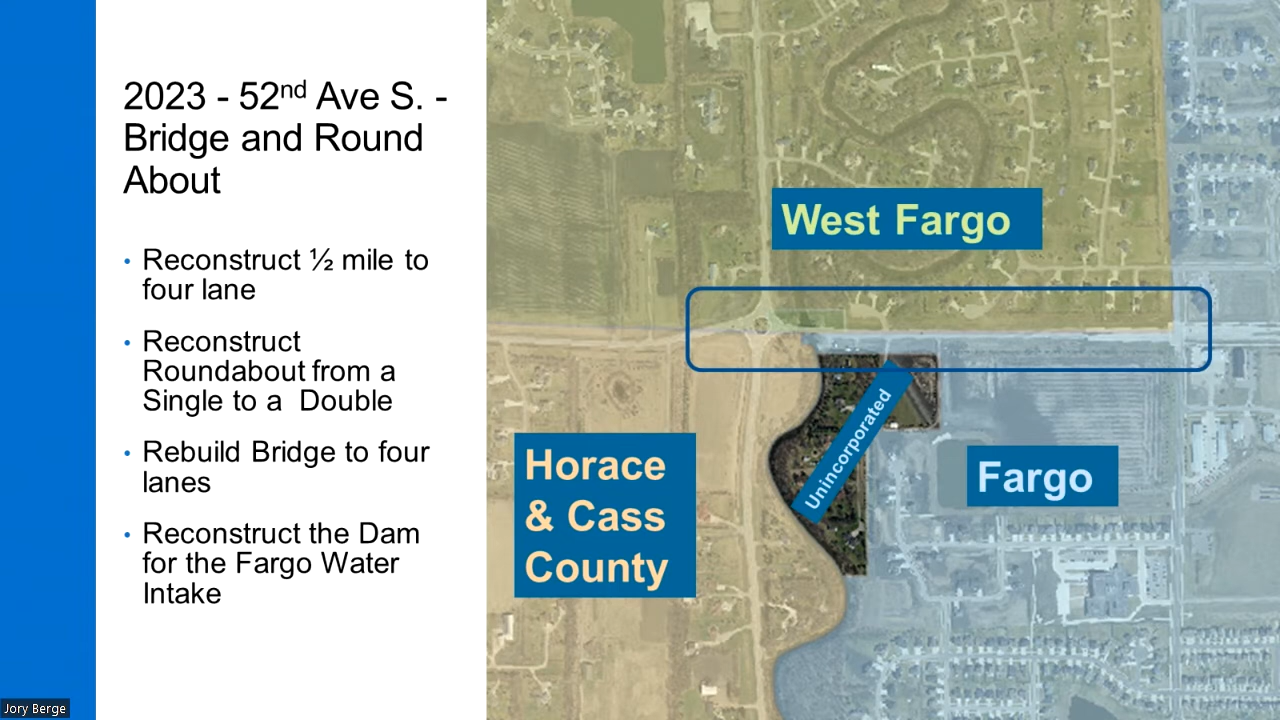 2023 - 52nd Ave S. -
Bridge and Round
About
• Reconstruct ½ mile to
four lane
• Reconstruct
Roundabout from a
Single to a Double
• Rebuild Bridge to four
lanes
• Reconstruct the Dam
for the Fargo Water
Intake
West Fargo
Unincorporated
Horace
& Cass
County
Fargo
Jory Berge